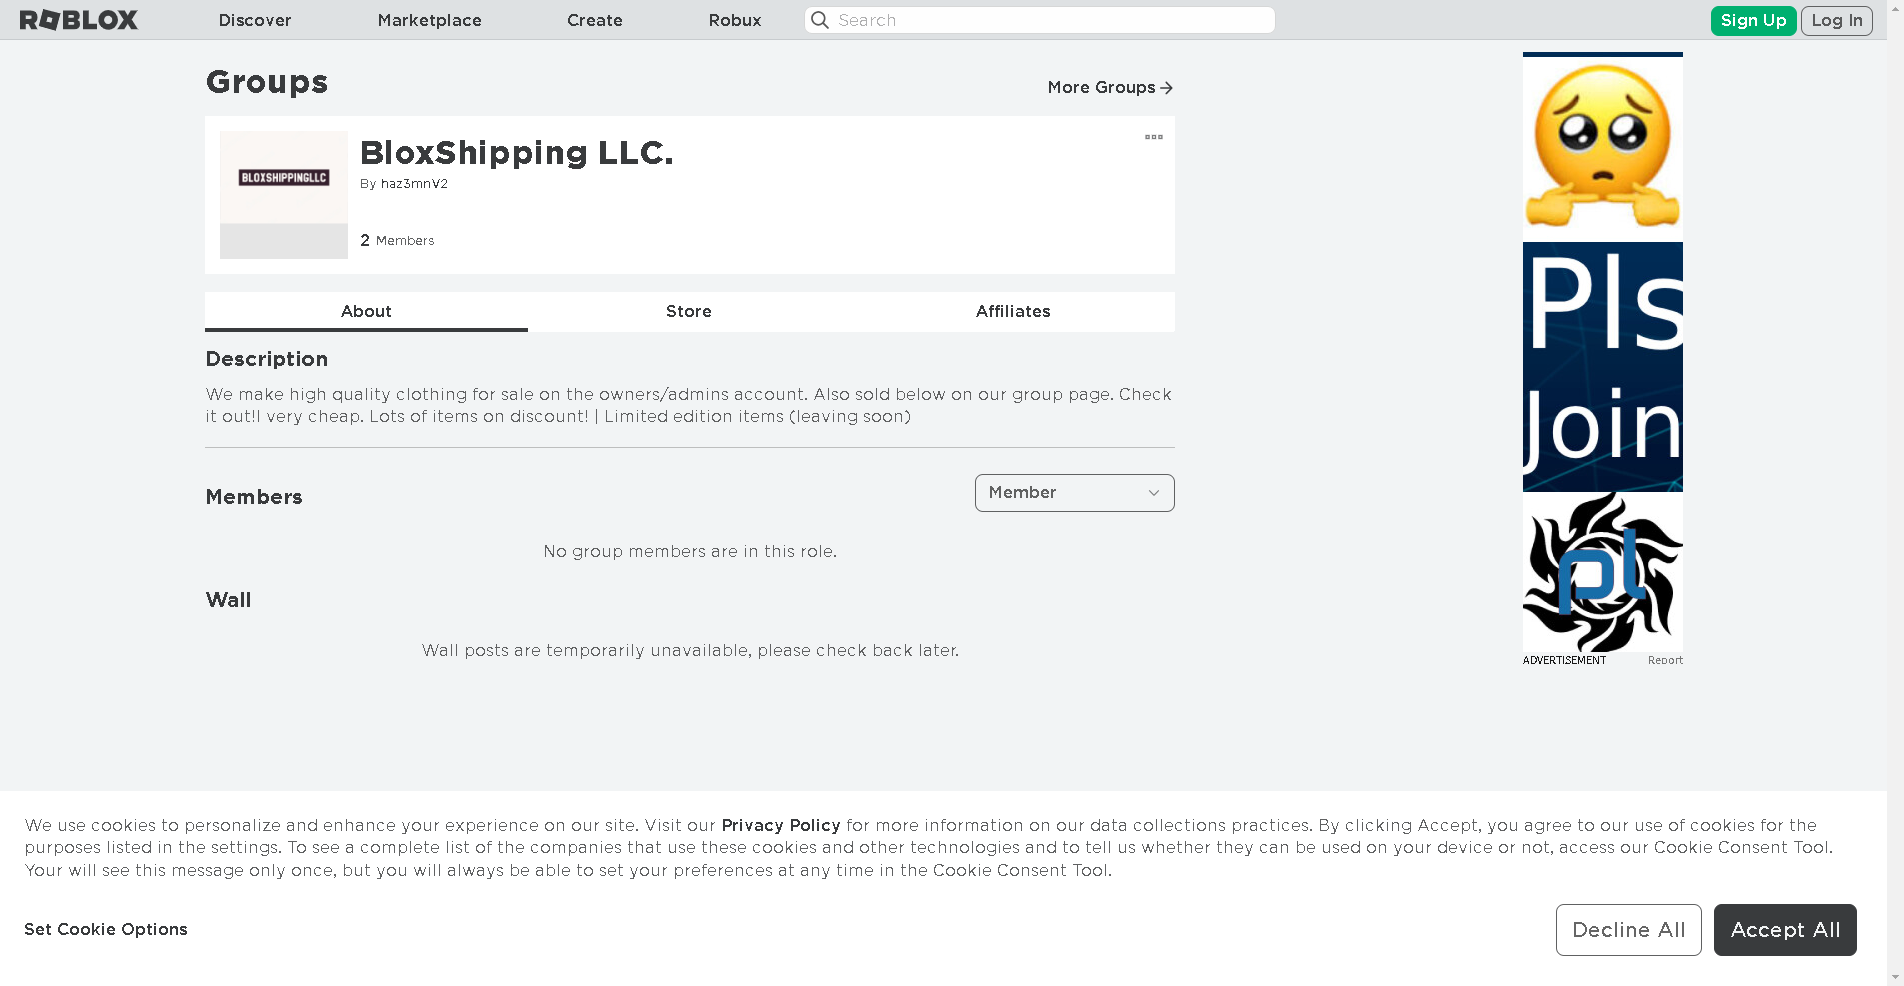 ROBLOX Discover Marketplace Create Robux Search Sign Up Log In
Groups
More Groups
BLOXSHIPPINGLLC
BloxShipping LLC.
By haz3mnV2
2 Members
About Store Affiliates
Description
We make high quality clothing for sale on the owners/admins account. Also sold below on our group page. Check
it out!I very cheap. Lots of items on discount! | Limited edition items (leaving soon)
Members
Member
No group members are in this role.
Wall
Wall posts are temporarily unavailable, please check back later.
Pls
Join
pl
ADVERTISEMENT Report
We use cookies to personalize and enhance your experience on our site. Visit our Privacy Policy for more information on our data collections practices. By clicking Accept, you agree to our use of cookies for the
purposes listed in the settings. To see a complete list of the companies that use these cookies and other technologies and to tell us whether they can be used on your device or not, access our Cookie Consent Tool.
Your will see this message only once, but you will always be able to set your preferences at any time in the Cookie Consent Tool.
Set Cookie Options
Decline All
Accept All